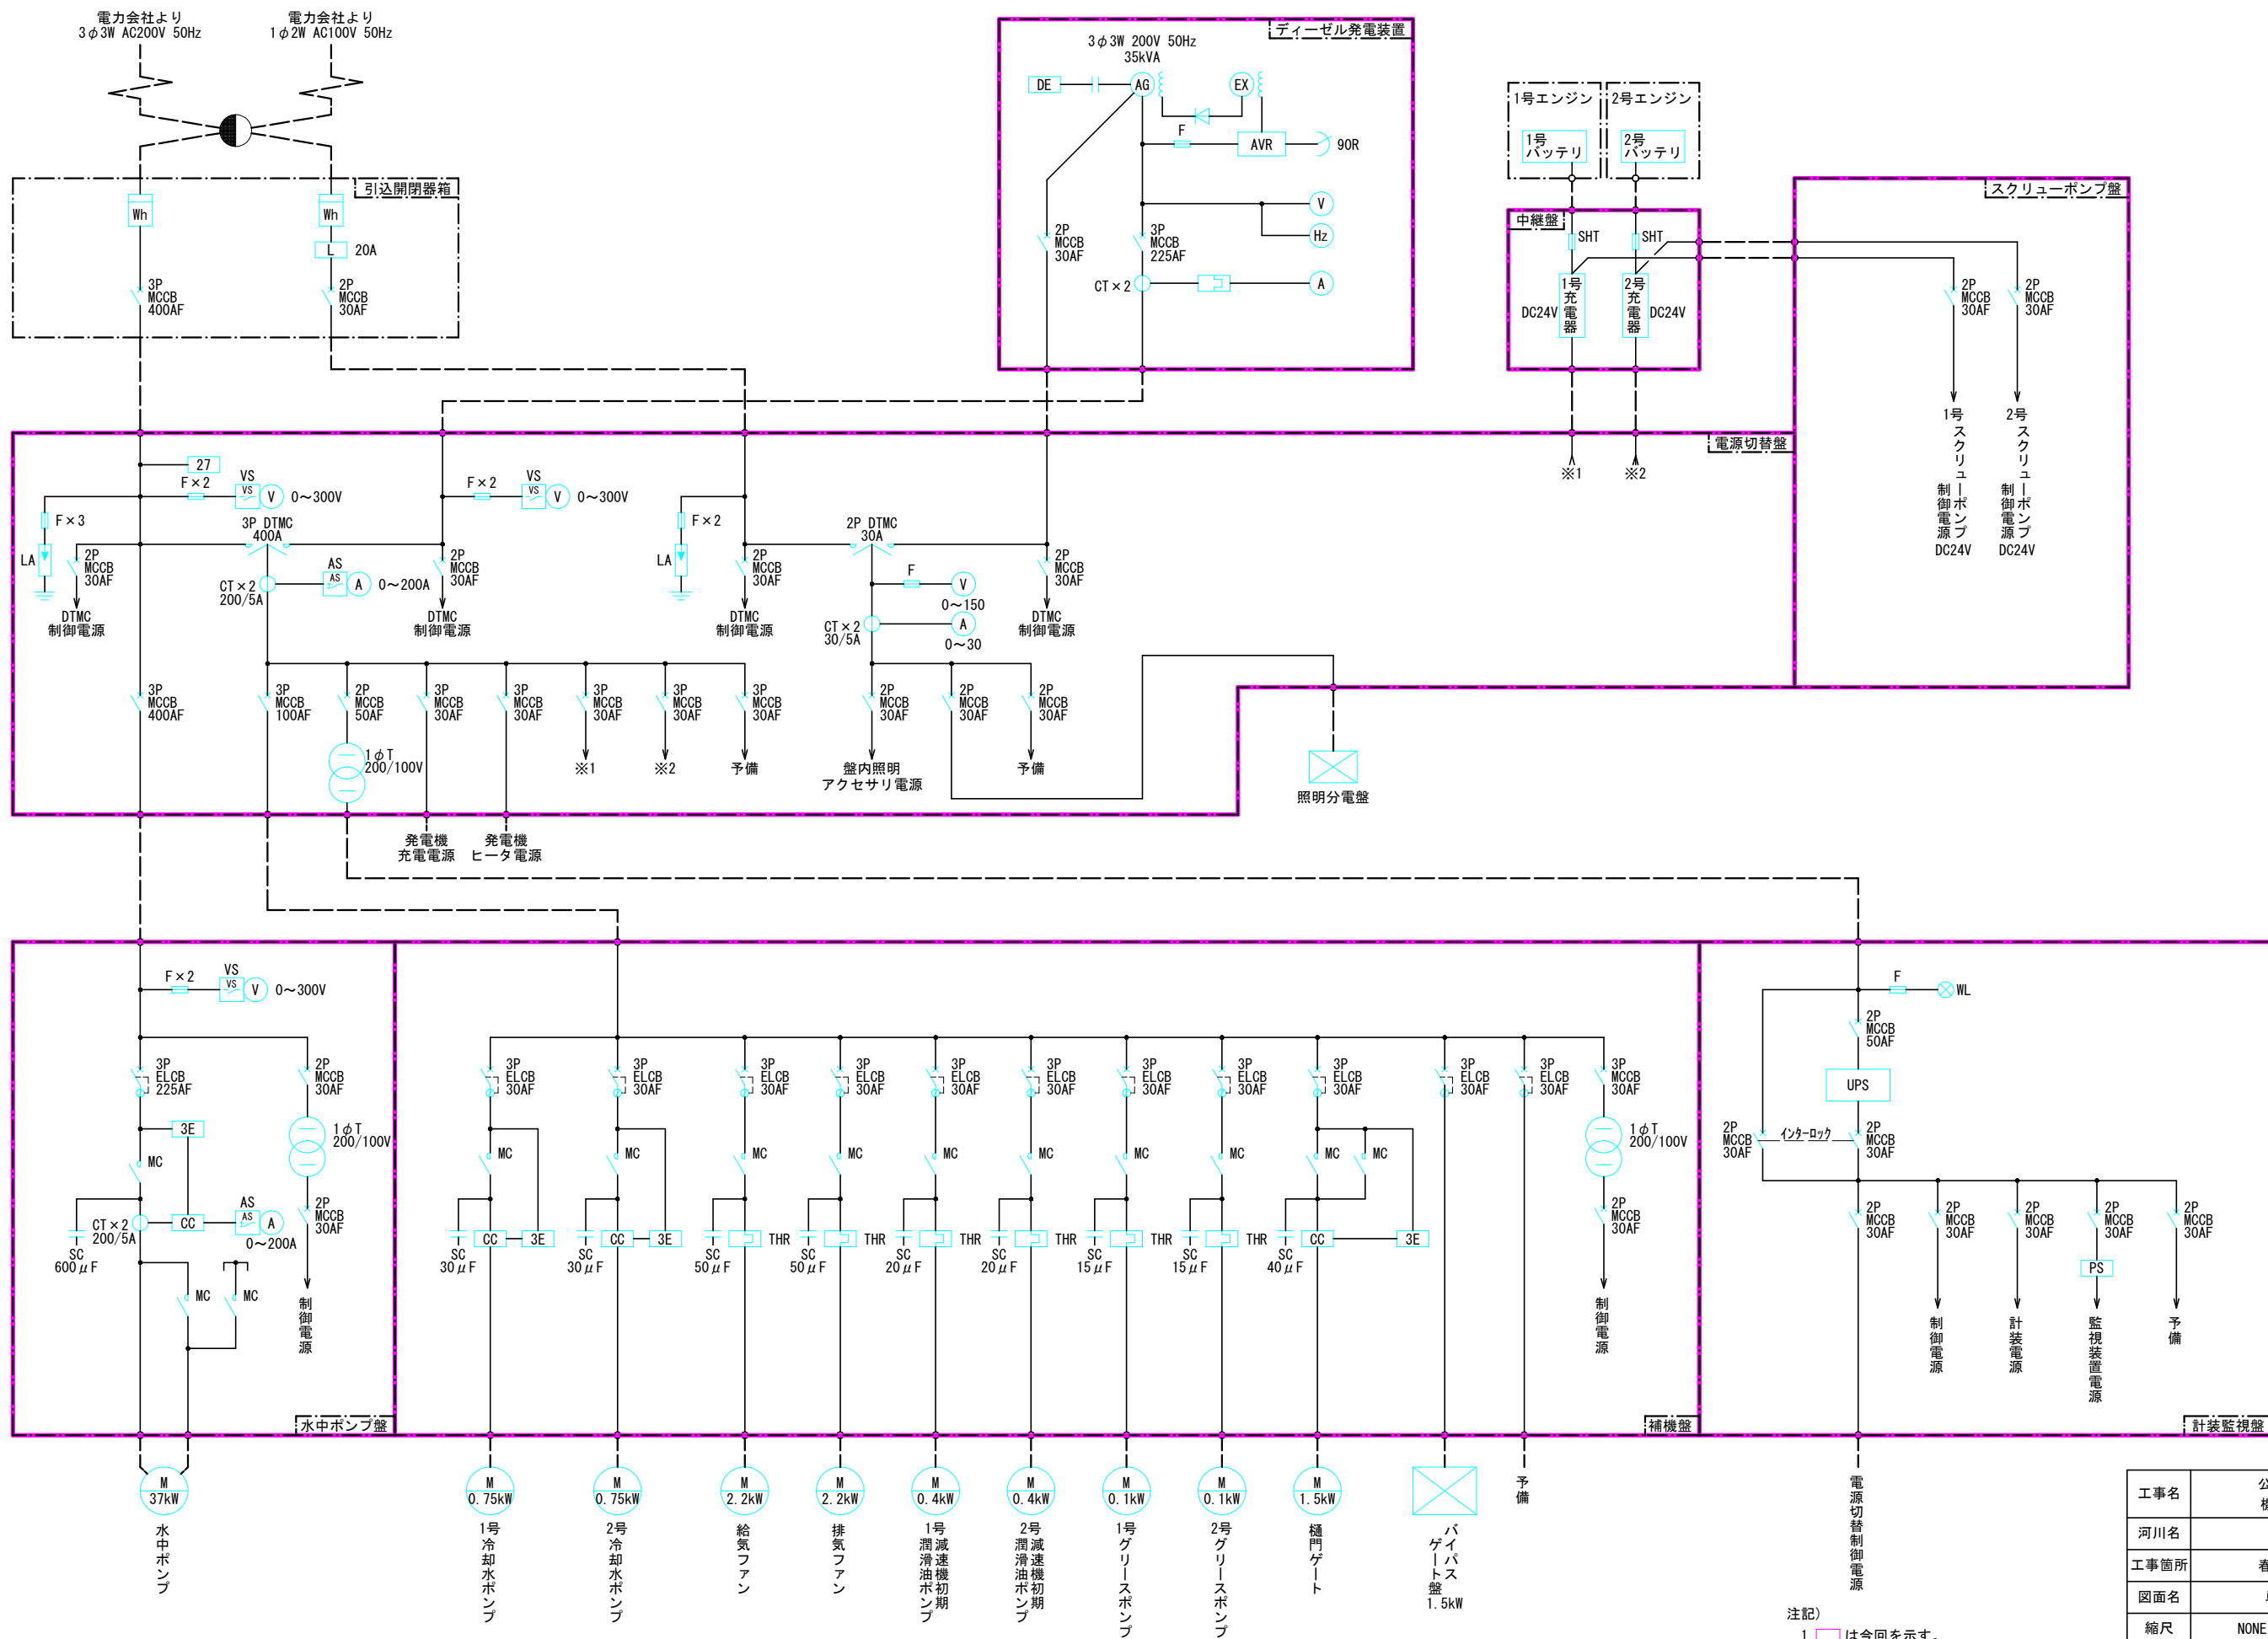 電力会社より
3φ3W AC200V 50Hz
電力会社より
1φ2W AC100V 50Hz
引込開閉器箱
Wh
Wh
L 20A
3P
MCCB
400AF
2P
MCCB
30AF
ディーゼル発電装置
3φ3W 200V 50Hz
35kVA
DE
AG
EX
F
AVR
90R
V
Hz
2P
MCCB
30AF
3P
MCCB
225AF
CT×2
A
1号エンジン
2号エンジン
1号
バッテリ
2号
バッテリ
中継盤
SHT
SHT
DC24V
1号充電器
2号充電器
DC24V
スクリューポンプ盤
2P
MCCB
30AF
2P
MCCB
30AF
1号スクリューポンプ
制御電源
DC24V
2号スクリューポンプ
制御電源
DC24V
電源切替盤
※1
※2
27
F×2
VS
VS
V
0～300V
F×2
VS
VS
V
0～300V
F×3
LA
2P
MCCB
30AF
DTMC
制御電源
3P DTMC
400A
CT×2
200/5A
AS
AS
A
0～200A
2P
MCCB
30AF
DTMC
制御電源
F×2
LA
2P
MCCB
30AF
DTMC
制御電源
2P DTMC
30A
F
V
0～150
CT×2
30/5A
A
0～30
2P
MCCB
30AF
DTMC
制御電源
3P
MCCB
400AF
3P
MCCB
100AF
2P
MCCB
50AF
3P
MCCB
30AF
3P
MCCB
30AF
3P
MCCB
30AF
3P
MCCB
30AF
3P
MCCB
30AF
2P
MCCB
30AF
2P
MCCB
30AF
2P
MCCB
30AF
1φT
200/100V
※1
※2
予備
盤内照明
アクセサリ電源
予備
照明分電盤
発電機
充電電源
発電機
ヒータ電源
F×2
VS
VS
V
0～300V
3P
ELCB
225AF
2P
MCCB
30AF
3E
MC
1φT
200/100V
SC
600μF
CT×2
200/5A
CC
AS
AS
A
0～200A
2P
MCCB
30AF
MC
MC
制御電源
水中ポンプ盤
3P
ELCB
30AF
3P
ELCB
30AF
3P
ELCB
30AF
3P
ELCB
30AF
3P
ELCB
30AF
3P
ELCB
30AF
3P
ELCB
30AF
3P
ELCB
30AF
3P
ELCB
30AF
3P
ELCB
30AF
3P
ELCB
30AF
3P
MCCB
30AF
MC
MC
MC
MC
MC
MC
MC
MC
MC
MC
1φT
200/100V
SC
30μF
CC
3E
SC
30μF
CC
3E
SC
50μF
THR
SC
50μF
THR
SC
20μF
THR
SC
20μF
THR
SC
15μF
THR
SC
15μF
THR
SC
40μF
CC
3E
2P
MCCB
30AF
制御電源
補機盤
F
WL
2P
MCCB
50AF
UPS
2P
MCCB
30AF
インターロック
2P
MCCB
30AF
2P
MCCB
30AF
2P
MCCB
30AF
2P
MCCB
30AF
2P
MCCB
30AF
2P
MCCB
30AF
PS
制御電源
計装電源
監視装置電源
予備
計装監視盤
M
37kW
水中ポンプ
M
0.75kW
1号冷却水ポンプ
M
0.75kW
2号冷却水ポンプ
M
2.2kW
給気ファン
M
2.2kW
排気ファン
M
0.4kW
1号減速機初期
潤滑油ポンプ
M
0.4kW
2号減速機初期
潤滑油ポンプ
M
0.1kW
1号グリースポンプ
M
0.1kW
2号グリースポンプ
M
1.5kW
樋門ゲート
バイパス
ゲート盤
1.5kW
予備
電源切替制御電源
注記）
1. は今回を示す。
工事名
河川名
工事箇所
図面名
縮尺 NONE